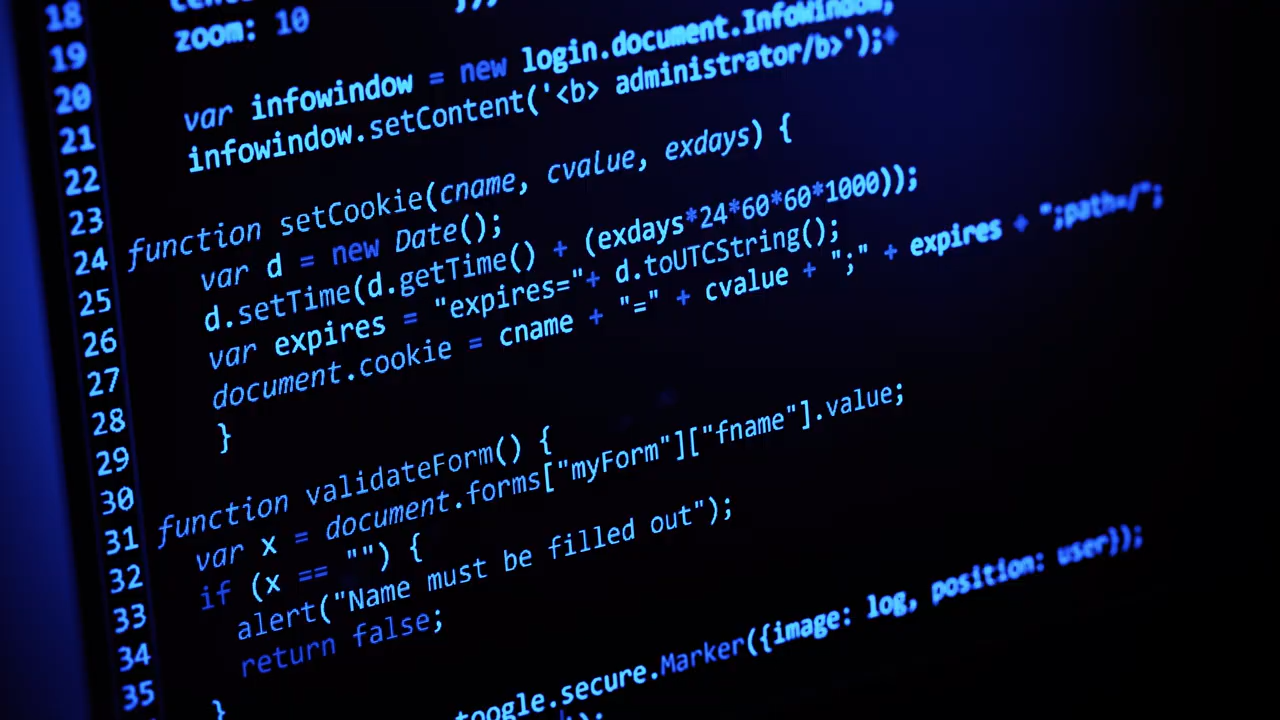 18
19 zoom: 10
20
21 var infowindow = new login.document.InfoWindow,
22 infowindow.setContent('<b> administrator/b>');+
23
24 function setCookie(cname, cvalue, exdays) {
25 var d = new Date();
26 d.setTime(d.getTime() + (exdays*24*60*60*1000));
27 var expires = "expires="+ d.toUTCString();
28 document.cookie = cname + "=" + cvalue + ";" + expires + ";path=/";
29 }
30
31 function validateForm() {
32 var x = document.forms["myForm"]["fname"].value;
33 if (x == "") {
34 alert("Name must be filled out");
35 return false;
}
toogle.secure.Marker({image: log, position: user});